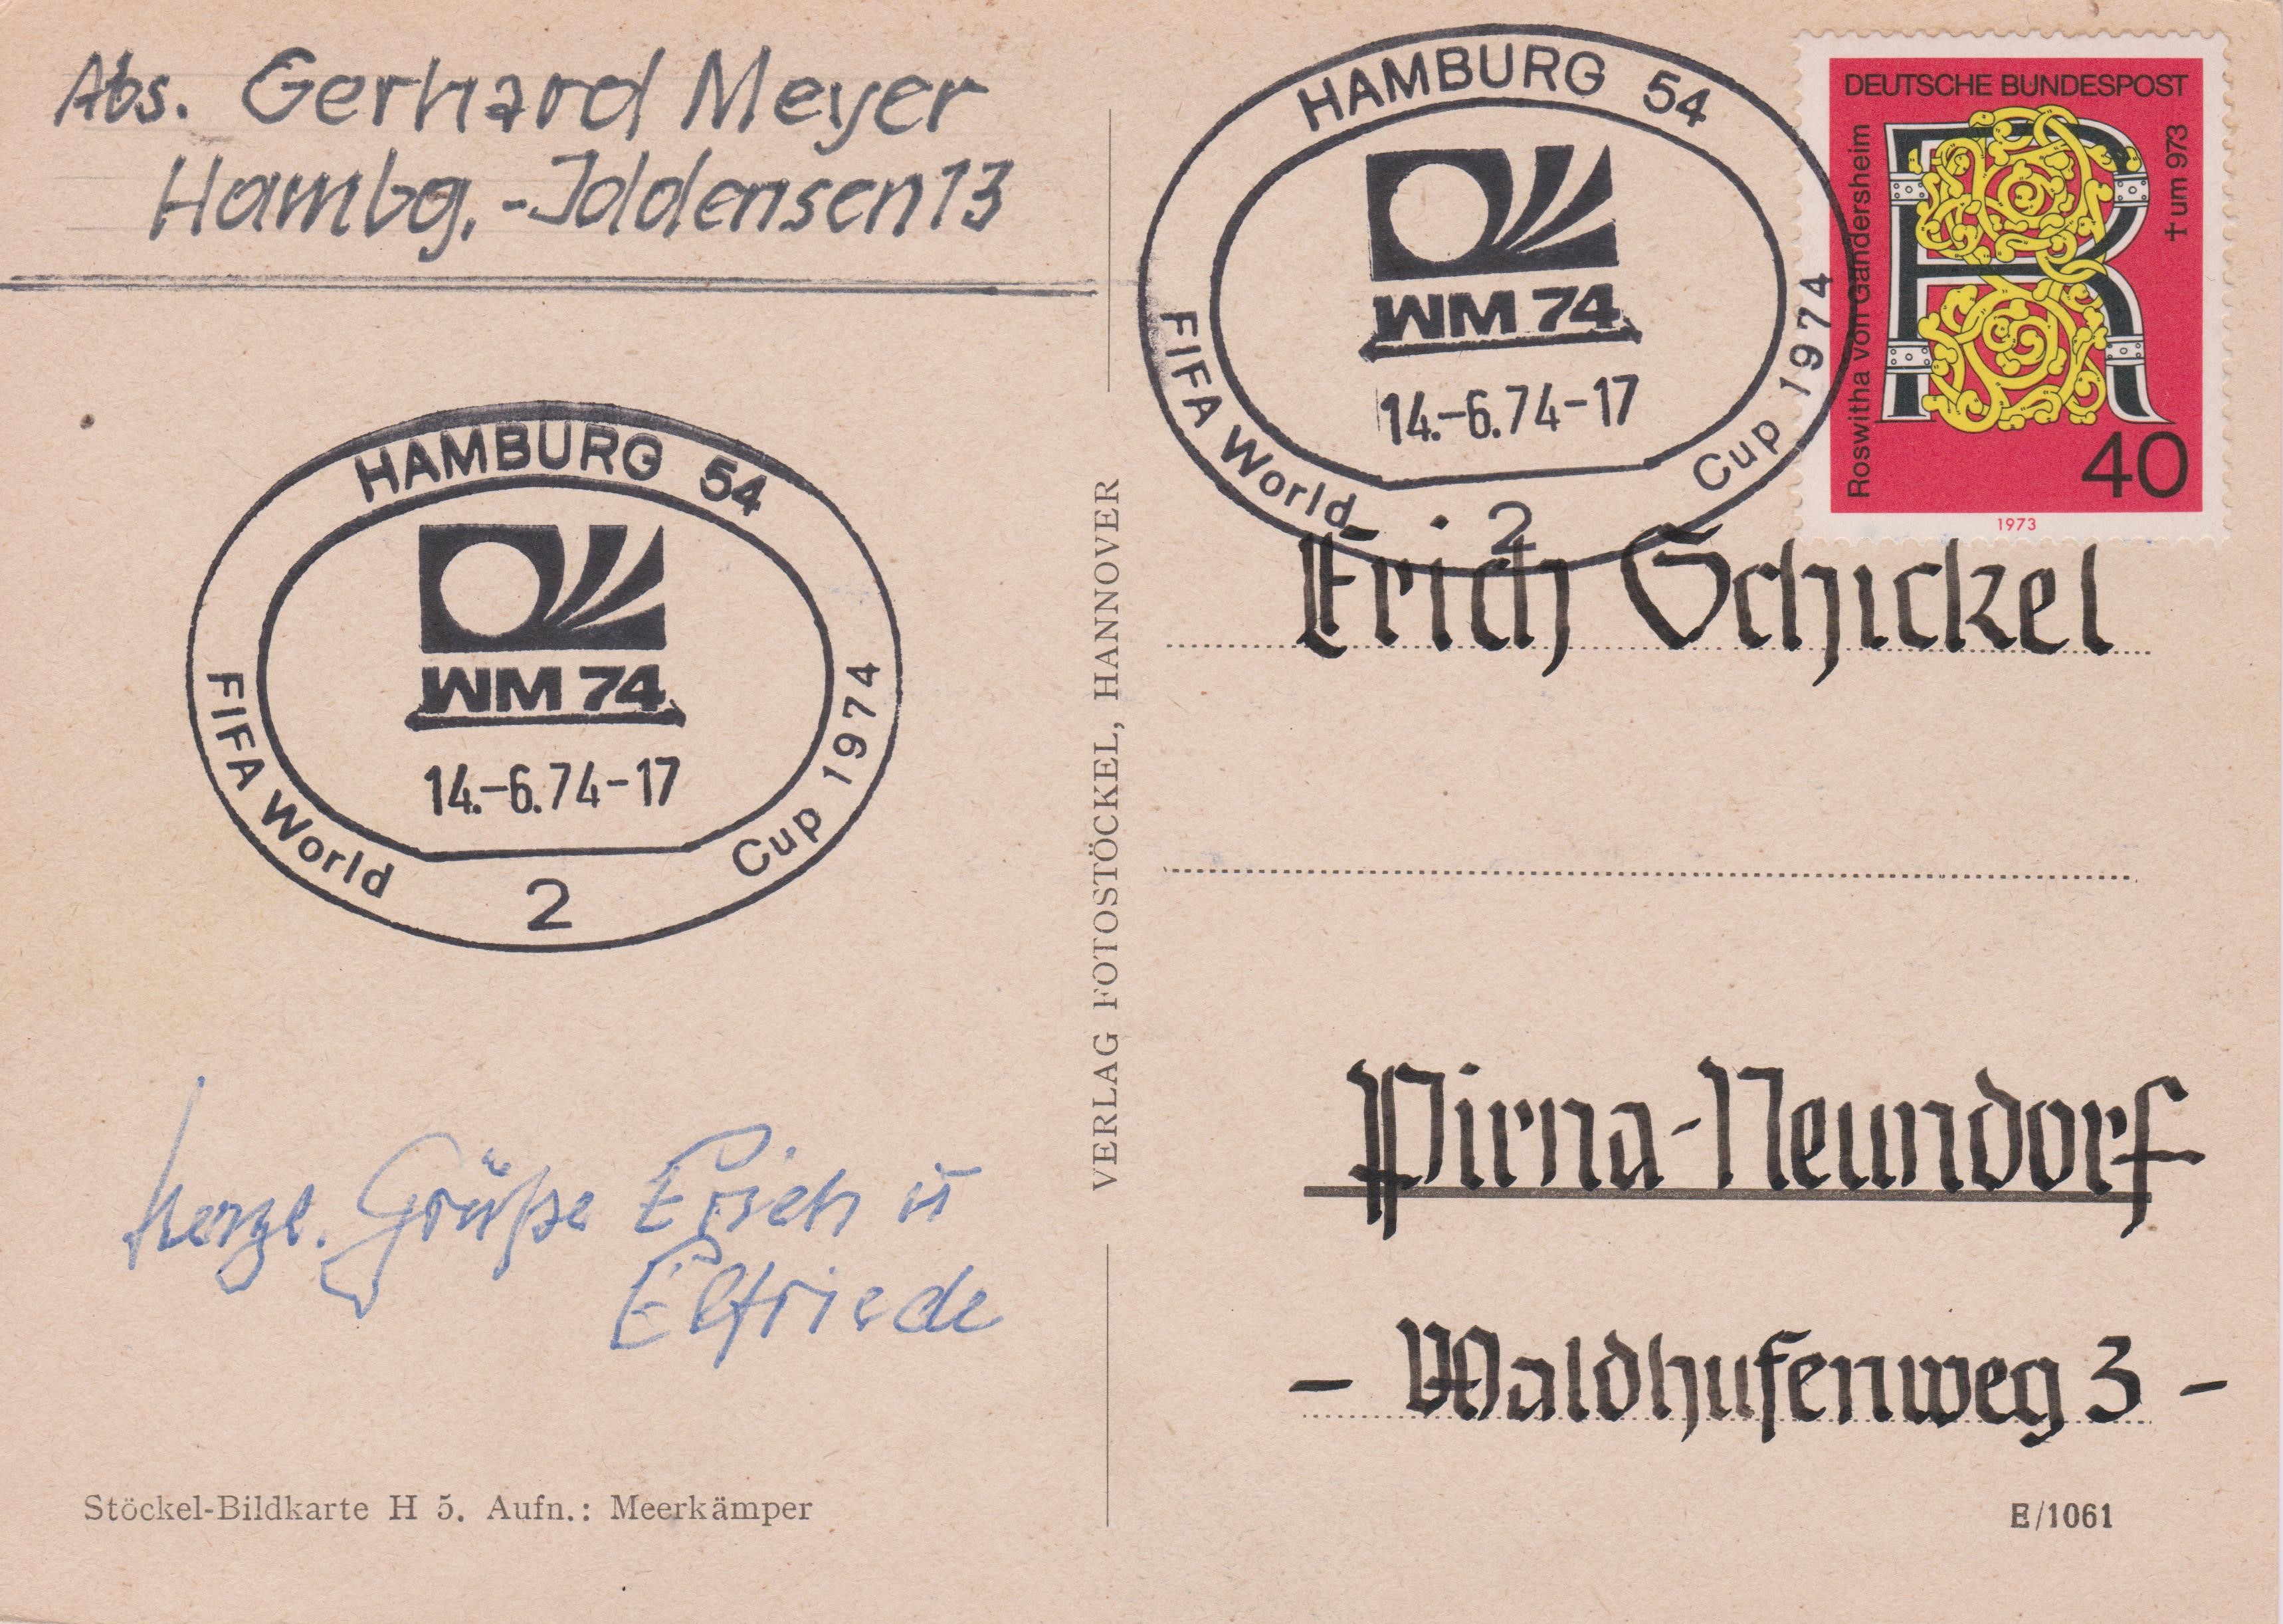 Abs. Gerhard Meyer
Hambg.-Iddensen 13
HAMBURG 54
WM 74
14.-6.74-17
FIFA World Cup 1974
2
herzl. Grüße Erich u
Elfriede
Stöckel-Bildkarte H 5. Aufn.: Meerkämper
VERLAG FOTOSTÖCKEL, HANNOVER
HAMBURG 54
WM 74
14.-6.74-17
FIFA World Cup 1974
2
DEUTSCHE BUNDESPOST
Roswitha von Gandersheim
† um 973
R
40
1973
Erich Schickel
Pirna-Neundorf
- Waldhufenweg 3 -
E/1061